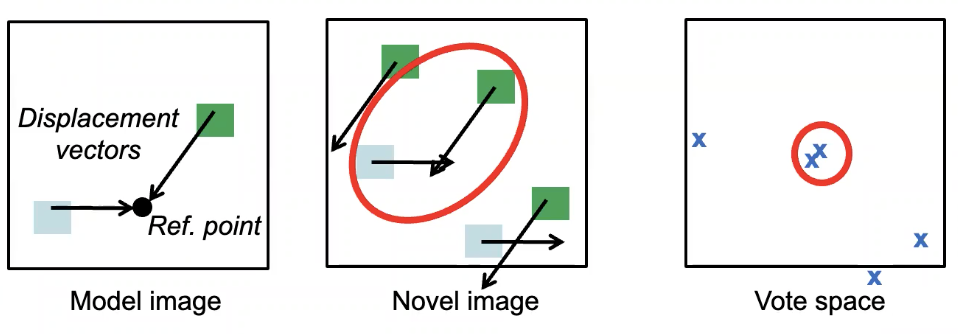 Displacement
vectors
Ref. point
Model image
Novel image
x
x
x
x
x
Vote space